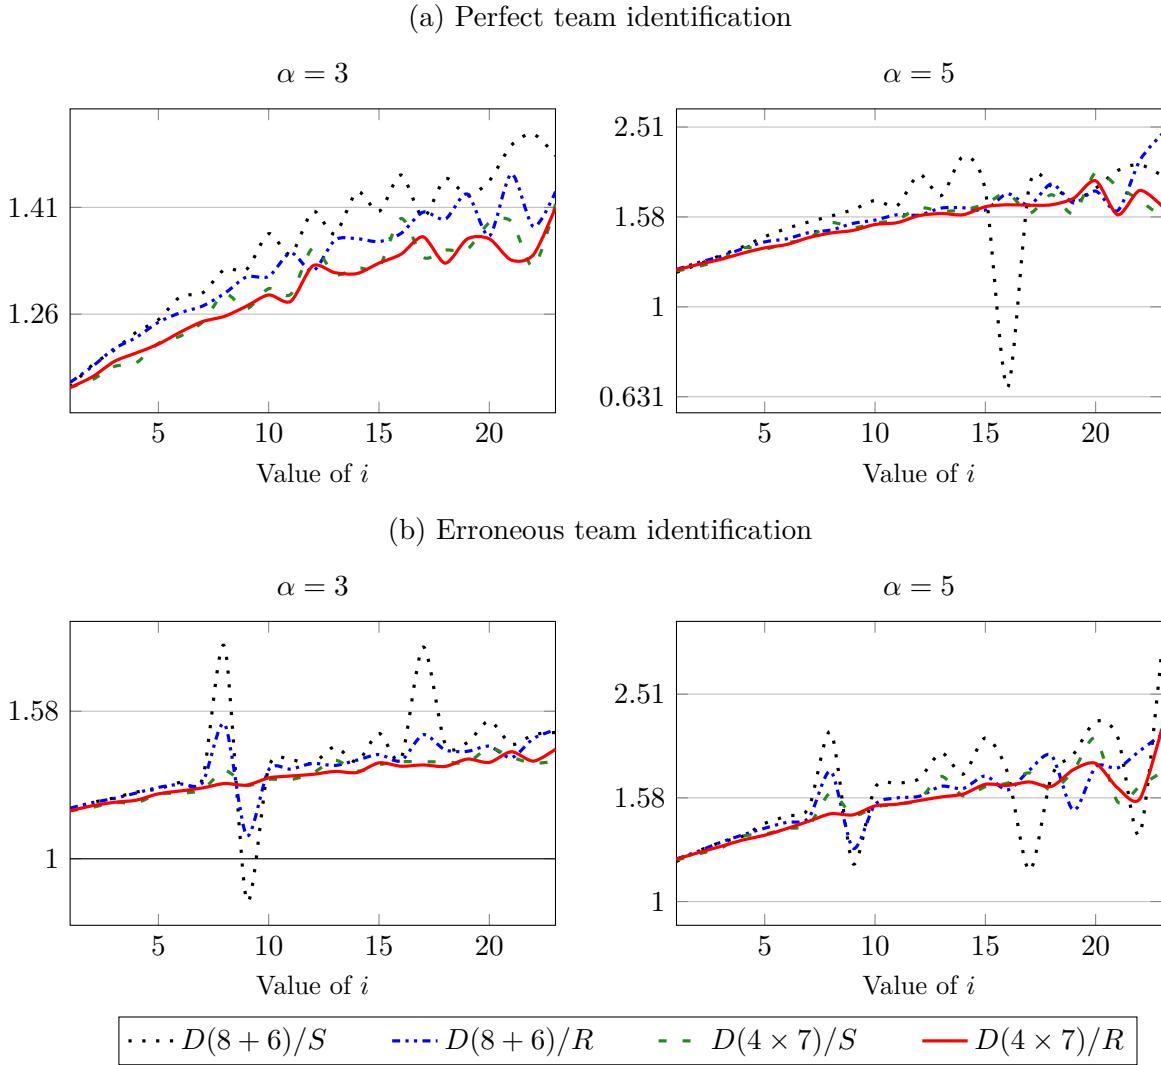 (a) Perfect team identification
α = 3
α = 5
1.41
1.26
5 10 15 20
Value of i
2.51
1.58
1
0.631
5 10 15 20
Value of i
(b) Erroneous team identification
α = 3
α = 5
1.58
1
5 10 15 20
Value of i
2.51
1.58
1
5 10 15 20
Value of i
D(8 + 6)/S D(8 + 6)/R D(4 × 7)/S D(4 × 7)/R